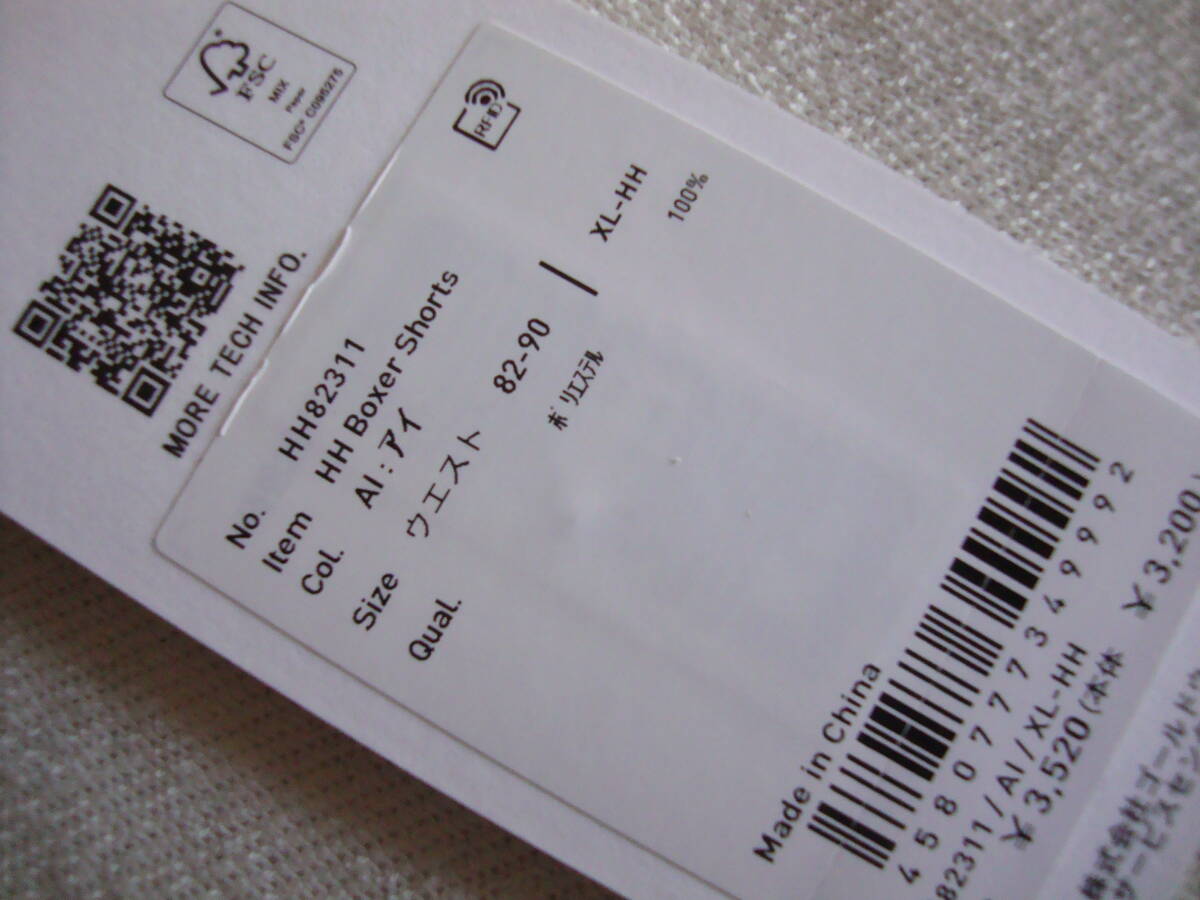 FSC
MIX
Paper
FSC® C095275
MORE TECH INFO.
RFID
No. HH82311
Item HH Boxer Shorts
Col. AI : アイ
Size ウエスト 82-90 XL-HH
Qual. ポリエステル 100%
Made in China
4580777349992
82311/AI/XL-HH
¥3,520(本体 ¥3,200)
株式会社ゴールドウ
サービスセン